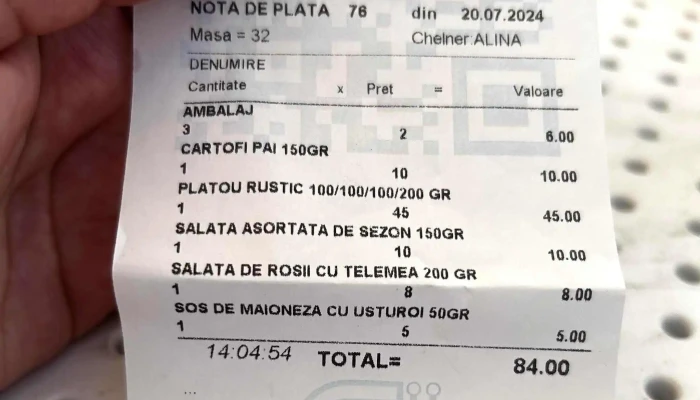 NOTA DE PLATA 76 din 20.07.2024
Masa = 32 Chelner:ALINA
DENUMIRE
Cantitate x Pret = Valoare
AMBALAJ
3 2 6.00
CARTOFI PAI 150GR
1 10 10.00
PLATOU RUSTIC 100/100/100/200 GR
1 45 45.00
SALATA ASORTATA DE SEZON 150GR
1 10 10.00
SALATA DE ROSII CU TELEMEA 200 GR
1 8 8.00
SOS DE MAIONEZA CU USTUROI 50GR
1 5 5.00
14:04:54 TOTAL= 84.00
...